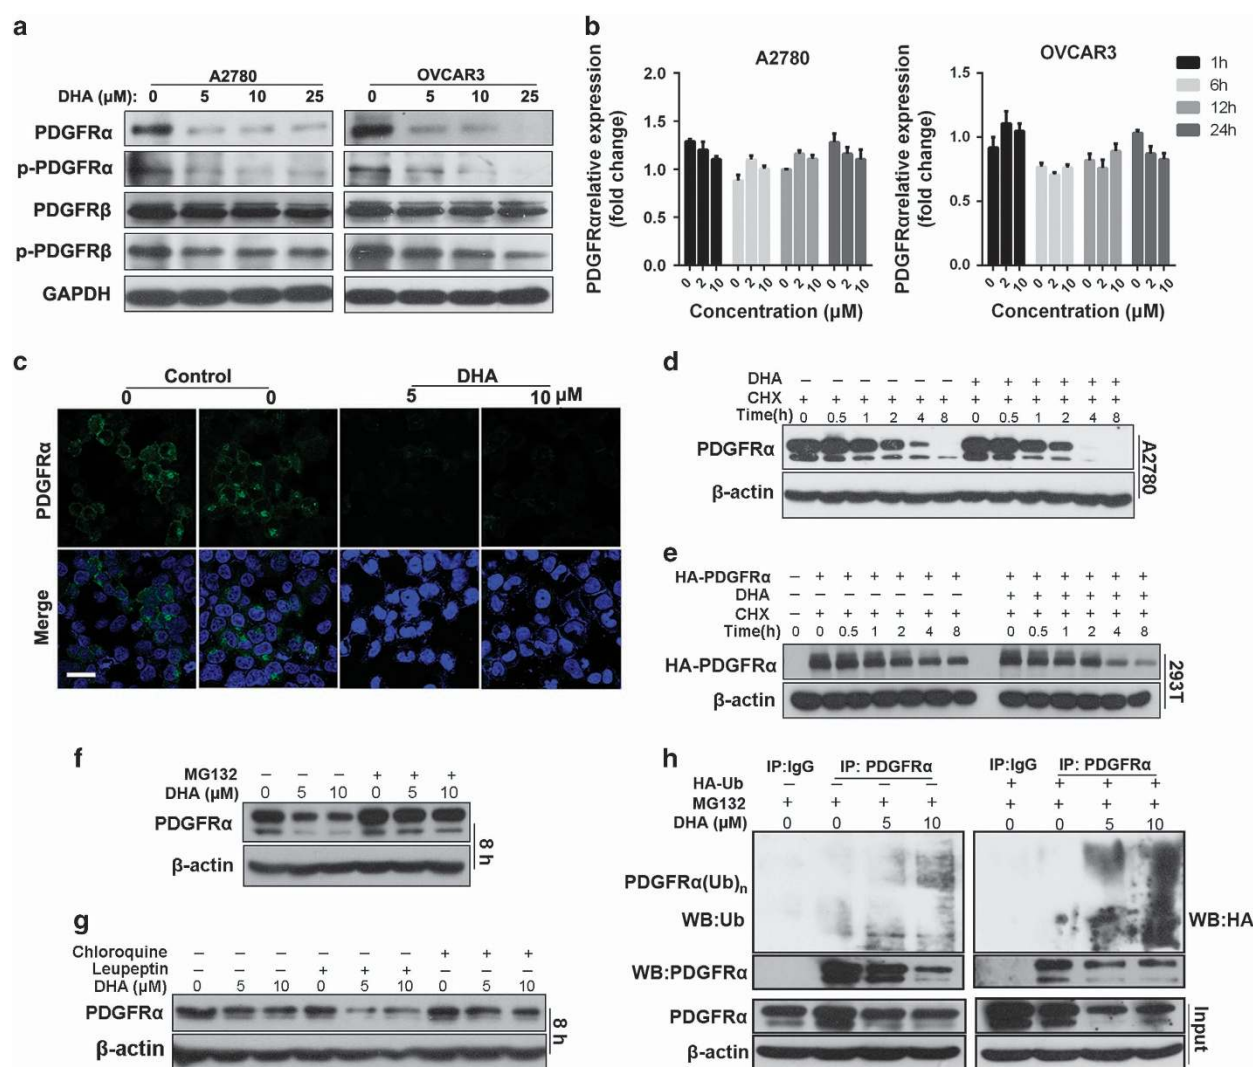 a
A2780 OVCAR3
DHA (µM): 0 5 10 25 0 5 10 25
PDGFRα
p-PDGFRα
PDGFRβ
p-PDGFRβ
GAPDH
b
A2780
PDGFRαrelative expression
(fold change)
2.0
1.5
1.0
0.5
0.0
0 2 10 0 2 10 0 2 10 0 2 10
Concentration (µM)
OVCAR3
PDGFRαrelative expression
(fold change)
1.5
1.0
0.5
0.0
0 2 10 0 2 10 0 2 10 0 2 10
Concentration (µM)
1h
6h
12h
24h
c
Control DHA
0 0 5 10 µM
PDGFRα
Merge
d
DHA – – – – – – + + + + + +
CHX + + + + + + + + + + + +
Time(h) 0 0.5 1 2 4 8 0 0.5 1 2 4 8
PDGFRα
β-actin
A2780
e
HA-PDGFRα – + + + + + + + + + + + +
DHA – – – – – – – + + + + + +
CHX – + + + + + + + + + + + +
Time(h) 0 0 0.5 1 2 4 8 0 0.5 1 2 4 8
HA-PDGFRα
β-actin
293T
f
MG132 – – – + + +
DHA (µM) 0 5 10 0 5 10
PDGFRα
β-actin
8 h
g
Chloroquine – – – – – – + + +
Leupeptin – – – + + + – – –
DHA (µM) 0 5 10 0 5 10 0 5 10
PDGFRα
β-actin
8 h
h
IP:IgG IP: PDGFRα IP:IgG IP: PDGFRα
HA-Ub – – – – + + + +
MG132 + + + + + + + +
DHA (µM) 0 0 5 10 0 0 5 10
PDGFRα(Ub)n
WB:Ub WB:HA
WB:PDGFRα
PDGFRα
β-actin
Input